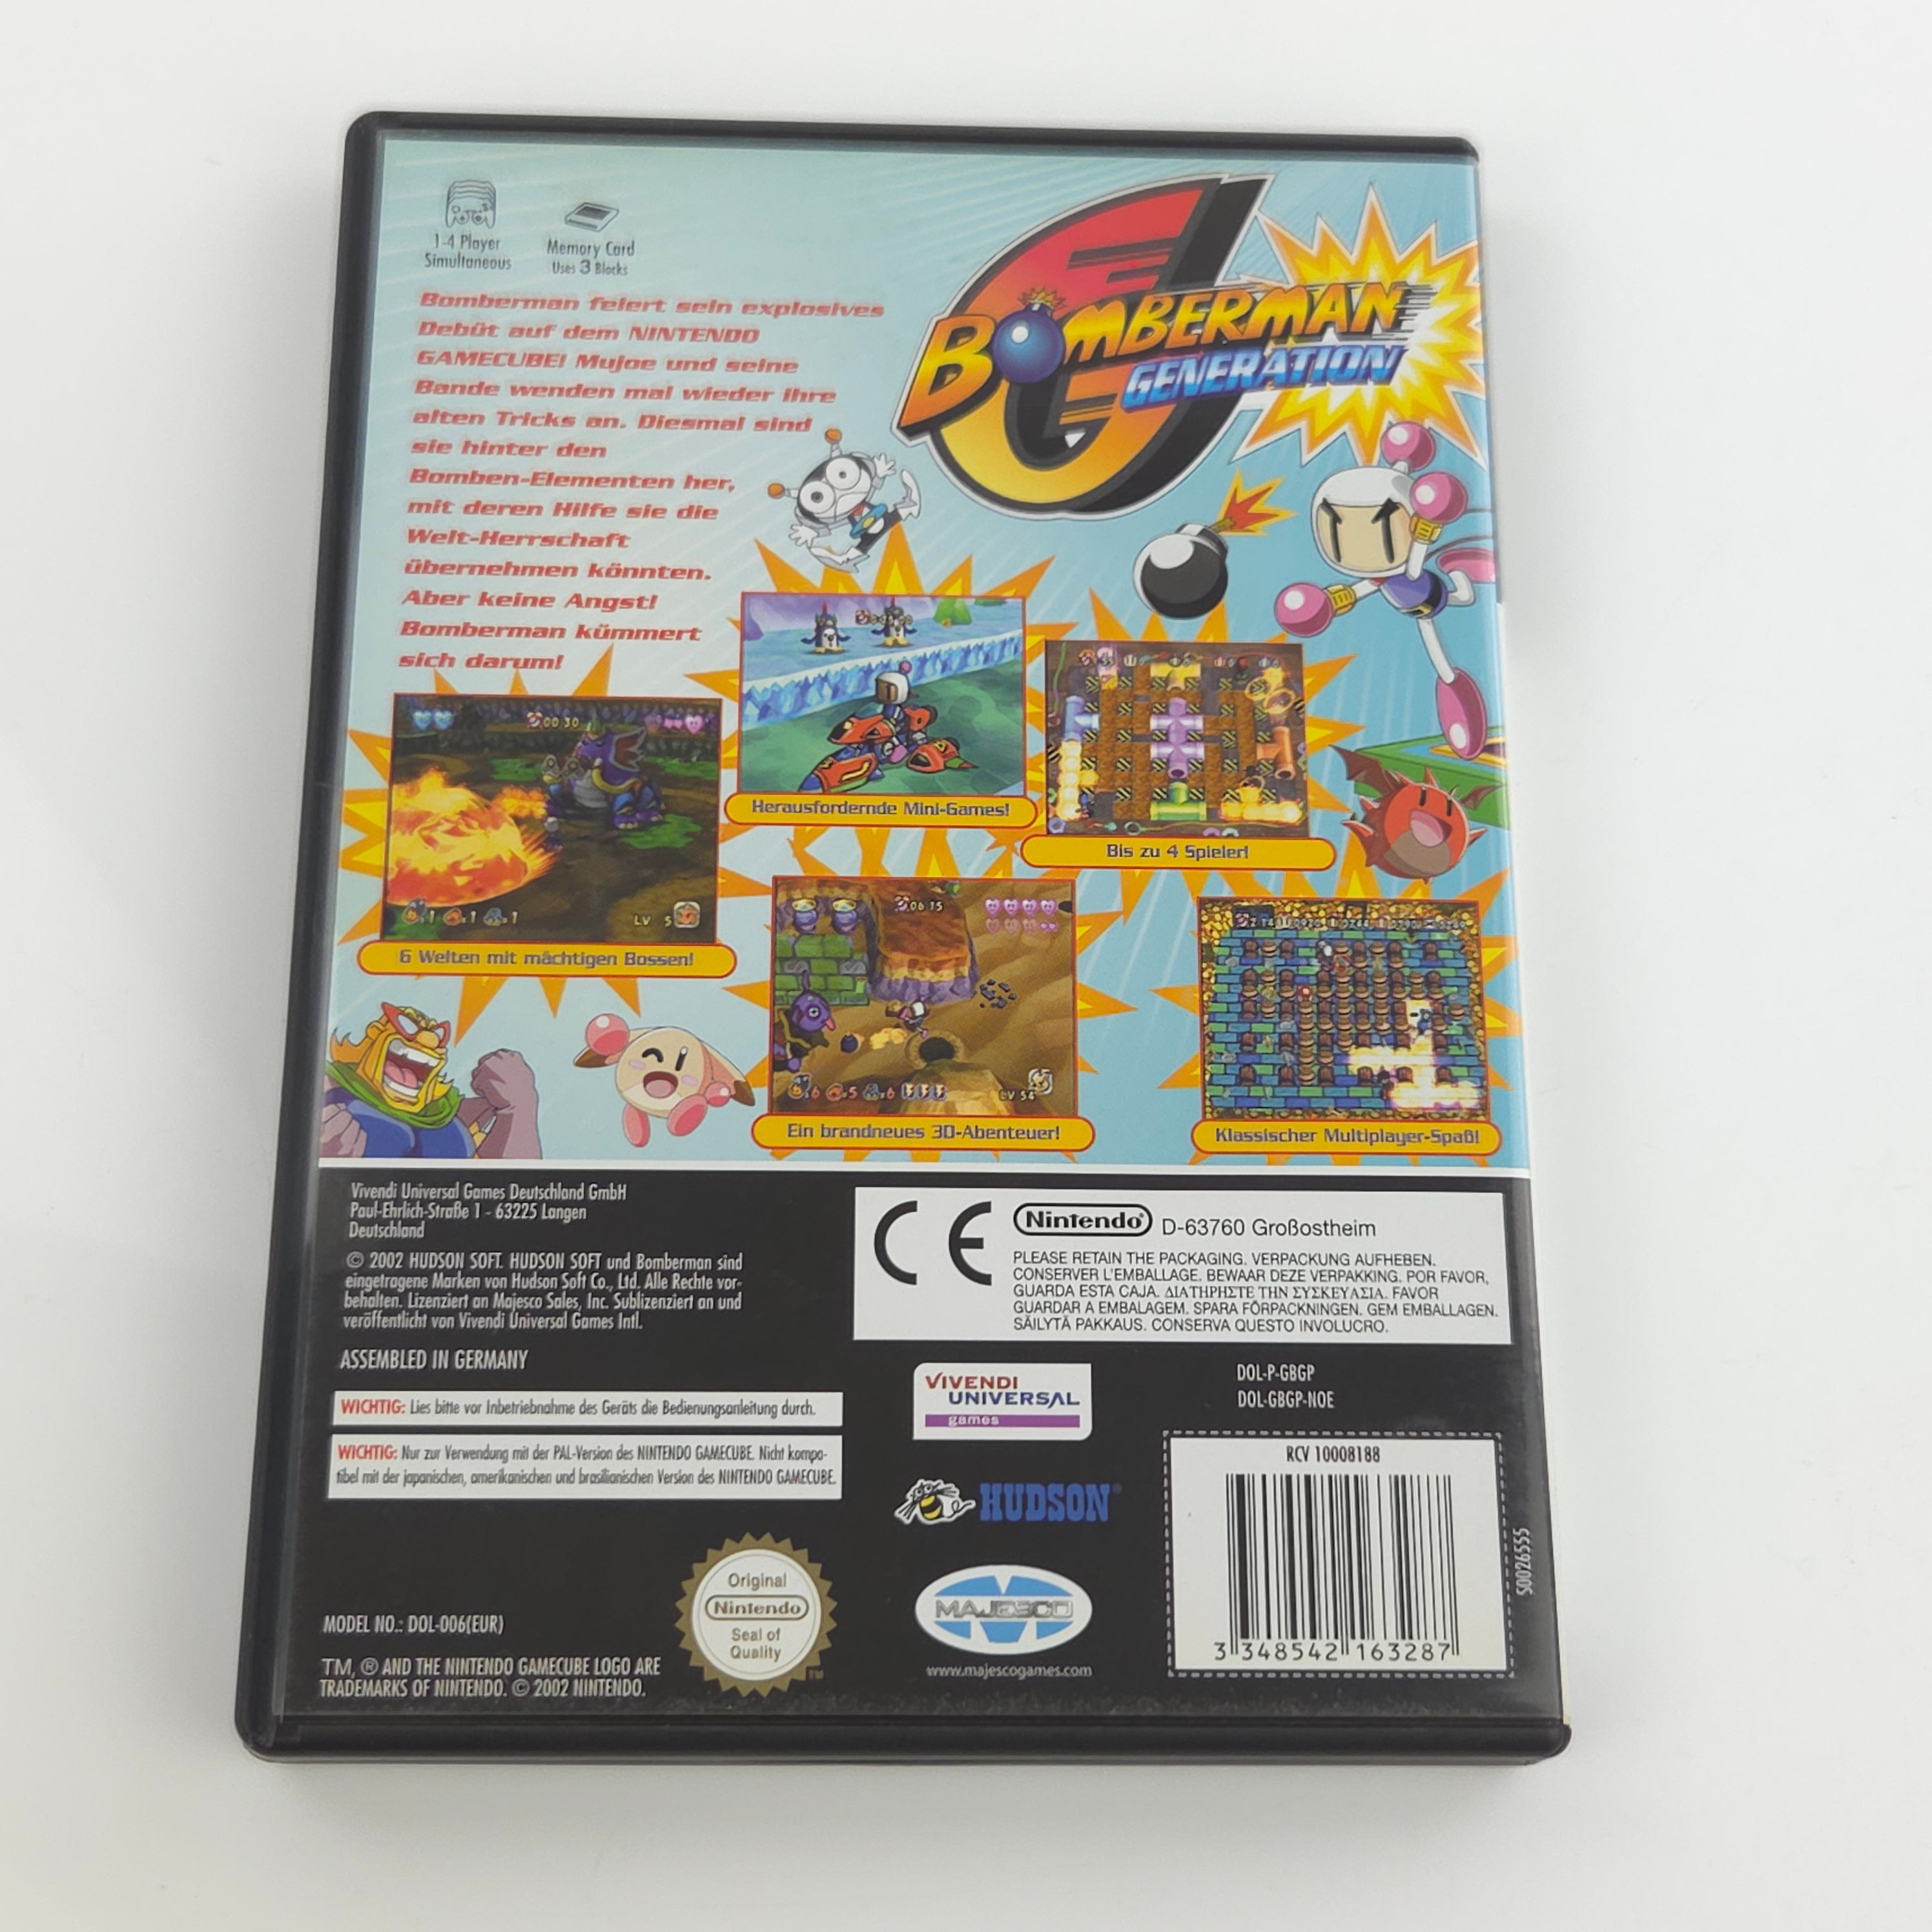 1-4 Player
Simultaneous
Memory Card
Uses 3 Blocks
BOMBERMAN
GENERATION
Bomberman feiert sein explosives
Debüt auf dem NINTENDO
GAMECUBE! Mujoe und seine
Bande wenden mal wieder ihre
alten Tricks an. Diesmal sind
sie hinter den
Bomben-Elementen her,
mit deren Hilfe sie die
Welt-Herrschaft
übernehmen könnten.
Aber keine Angst!
Bomberman kümmert
sich darum!
Herausfordernde Mini-Games!
Bis zu 4 Spieler!
00 30
LV 5
6 Welten mit mächtigen Bossen!
06 15
LV 54
Ein brandneues 3D-Abenteuer!
Klassischer Multiplayer-Spaß!
Vivendi Universal Games Deutschland GmbH
Paul-Ehrlich-Straße 1 - 63225 Langen
Deutschland
© 2002 HUDSON SOFT. HUDSON SOFT und Bomberman sind
eingetragene Marken von Hudson Soft Co., Ltd. Alle Rechte vor-
behalten. Lizenziert an Majesco Sales, Inc. Sublizenziert an und
veröffentlicht von Vivendi Universal Games Intl.
ASSEMBLED IN GERMANY
WICHTIG: Lies bitte vor Inbetriebnahme des Geräts die Bedienungsanleitung durch.
WICHTIG: Nur zur Verwendung mit der PAL-Version des NINTENDO GAMECUBE. Nicht kompa-
tibel mit der japanischen, amerikanischen und brasilianischen Version des NINTENDO GAMECUBE.
MODEL NO.: DOL-006(EUR)
TM, ® AND THE NINTENDO GAMECUBE LOGO ARE
TRADEMARKS OF NINTENDO. © 2002 NINTENDO.
Original
Nintendo
Seal of
Quality
TM
CE
Nintendo® D-63760 Großostheim
PLEASE RETAIN THE PACKAGING. VERPACKUNG AUFHEBEN.
CONSERVER L'EMBALLAGE. BEWAAR DEZE VERPAKKING. POR FAVOR,
GUARDA ESTA CAJA. ΔΙΑΤΗΡΗΣΤΕ ΤΗΝ ΣΥΣΚΕΥΑΣΙΑ. FAVOR
GUARDAR A EMBALAGEM. SPARA FÖRPACKNINGEN. GEM EMBALLAGEN.
SÄILYTÄ PAKKAUS. CONSERVA QUESTO INVOLUCRO.
VIVENDI
UNIVERSAL
games
HUDSON®
MAJESCO
www.majescogames.com
DOL-P-GBGP
DOL-GBGP-NOE
RCV 10008188
3 348542 163287
S0026555